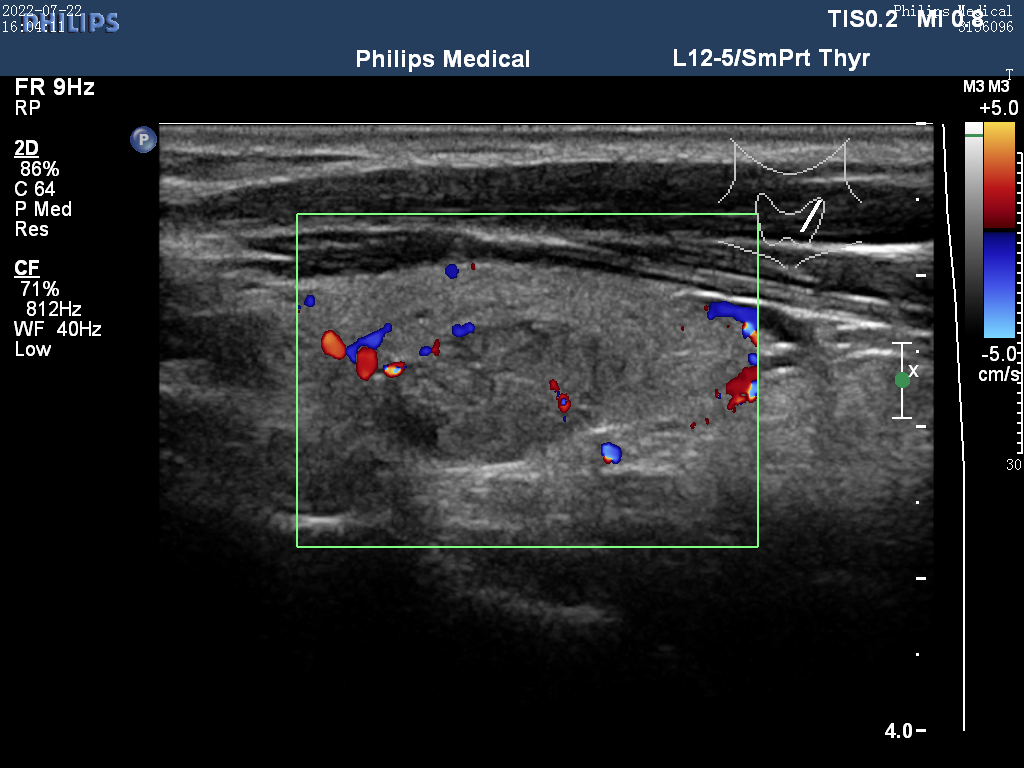 2022-07-22
16:04:11
PHILIPS
TIS0.2 MI 0.8
Philips Medical
Philips Medical
L12-5/SmPrt Thyr
FR 9Hz
RP
2D
86%
C 64
P Med
Res
CF
71%
812Hz
WF 40Hz
Low
P
T
M3 M3
+5.0
-5.0
cm/s
x
30
4.0